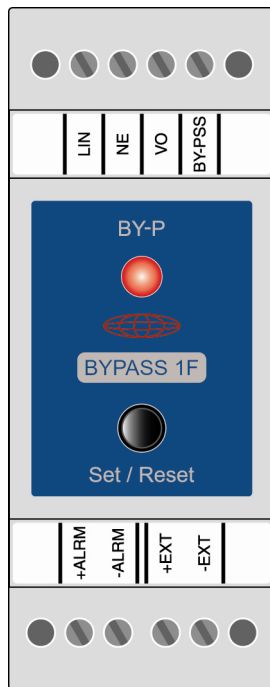 LIN
NE
VO
BY-PSS
BY-P
BYPASS 1F
Set / Reset
+ALRM
-ALRM
+EXT
-EXT